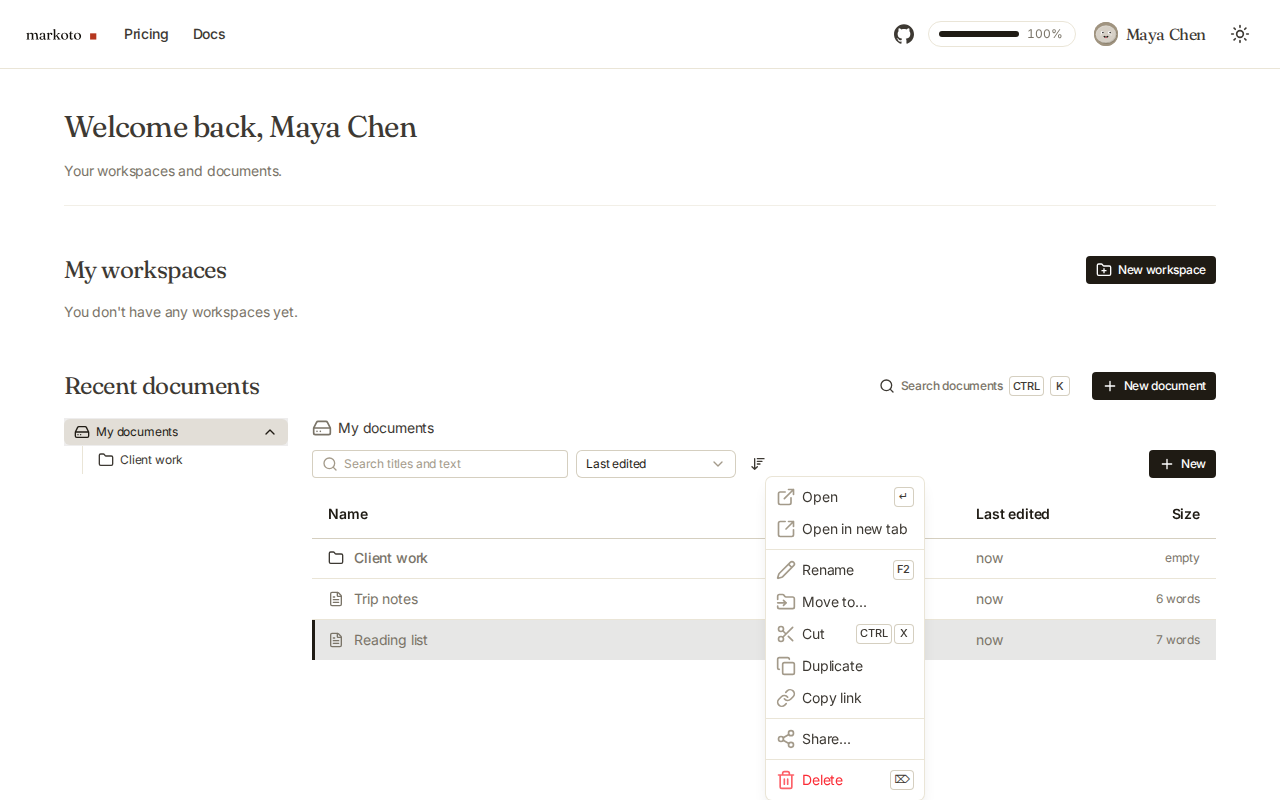 markoto Pricing Docs 100% Maya Chen
Welcome back, Maya Chen
Your workspaces and documents.
My workspaces New workspace
You don't have any workspaces yet.
Recent documents Search documents CTRL K New document
My documents
Client work
My documents
Search titles and text Last edited New
Name Last edited Size
Client work now empty
Trip notes now 6 words
Reading list now 7 words
Open ↵
Open in new tab
Rename F2
Move to...
Cut CTRL X
Duplicate
Copy link
Share...
Delete ⌦